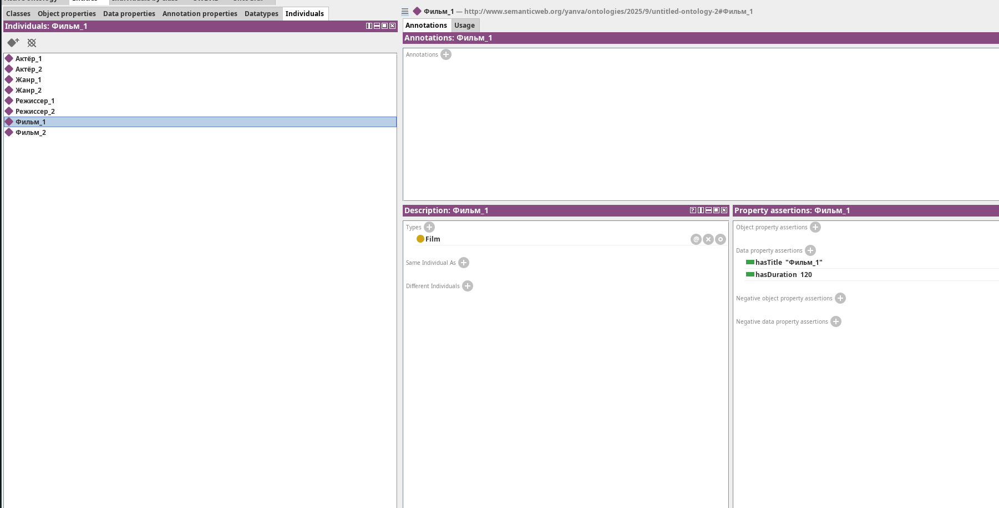 Classes Object properties Data properties Annotation properties Datatypes Individuals
Individuals: Фильм_1
Актёр_1
Актёр_2
Жанр_1
Жанр_2
Режиссер_1
Режиссер_2
Фильм_1
Фильм_2
Фильм_1 — http://www.semanticweb.org/yanva/ontologies/2025/9/untitled-ontology-2#Фильм_1
Annotations Usage
Annotations: Фильм_1
Annotations
Description: Фильм_1
Types
Film
Same Individual As
Different Individuals
Property assertions: Фильм_1
Object property assertions
Data property assertions
hasTitle "Фильм_1"
hasDuration 120
Negative object property assertions
Negative data property assertions